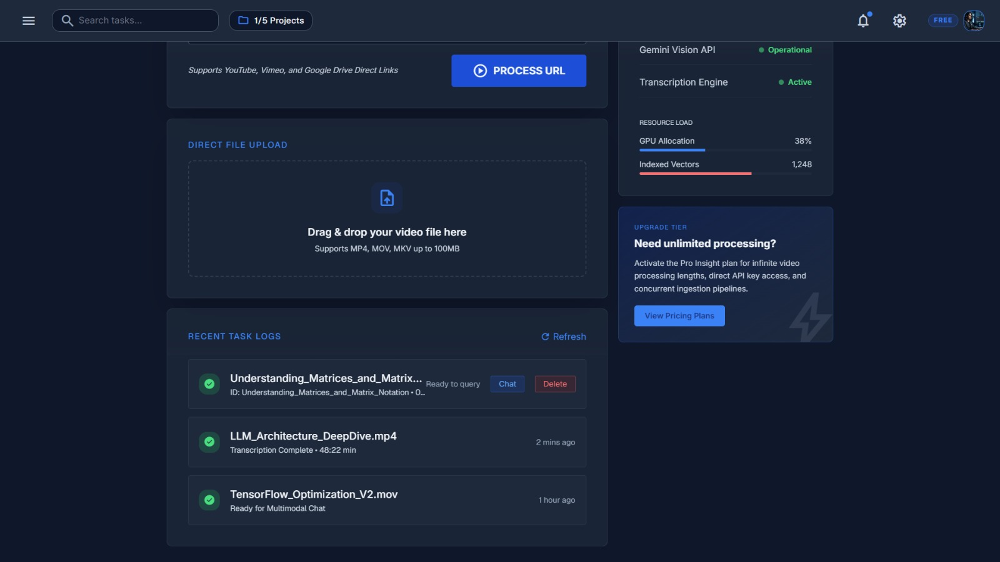 Search tasks...
1/5 Projects
FREE
Supports YouTube, Vimeo, and Google Drive Direct Links
PROCESS URL
DIRECT FILE UPLOAD
Drag & drop your video file here
Supports MP4, MOV, MKV up to 100MB
RECENT TASK LOGS
Refresh
Understanding_Matrices_and_Matrix...
ID: Understanding_Matrices_and_Matrix_Notation • 0...
Ready to query
Chat
Delete
LLM_Architecture_DeepDive.mp4
Transcription Complete • 48:22 min
2 mins ago
TensorFlow_Optimization_V2.mov
Ready for Multimodal Chat
1 hour ago
Gemini Vision API
Operational
Transcription Engine
Active
RESOURCE LOAD
GPU Allocation
38%
Indexed Vectors
1,248
UPGRADE TIER
Need unlimited processing?
Activate the Pro Insight plan for infinite video
processing lengths, direct API key access, and
concurrent ingestion pipelines.
View Pricing Plans